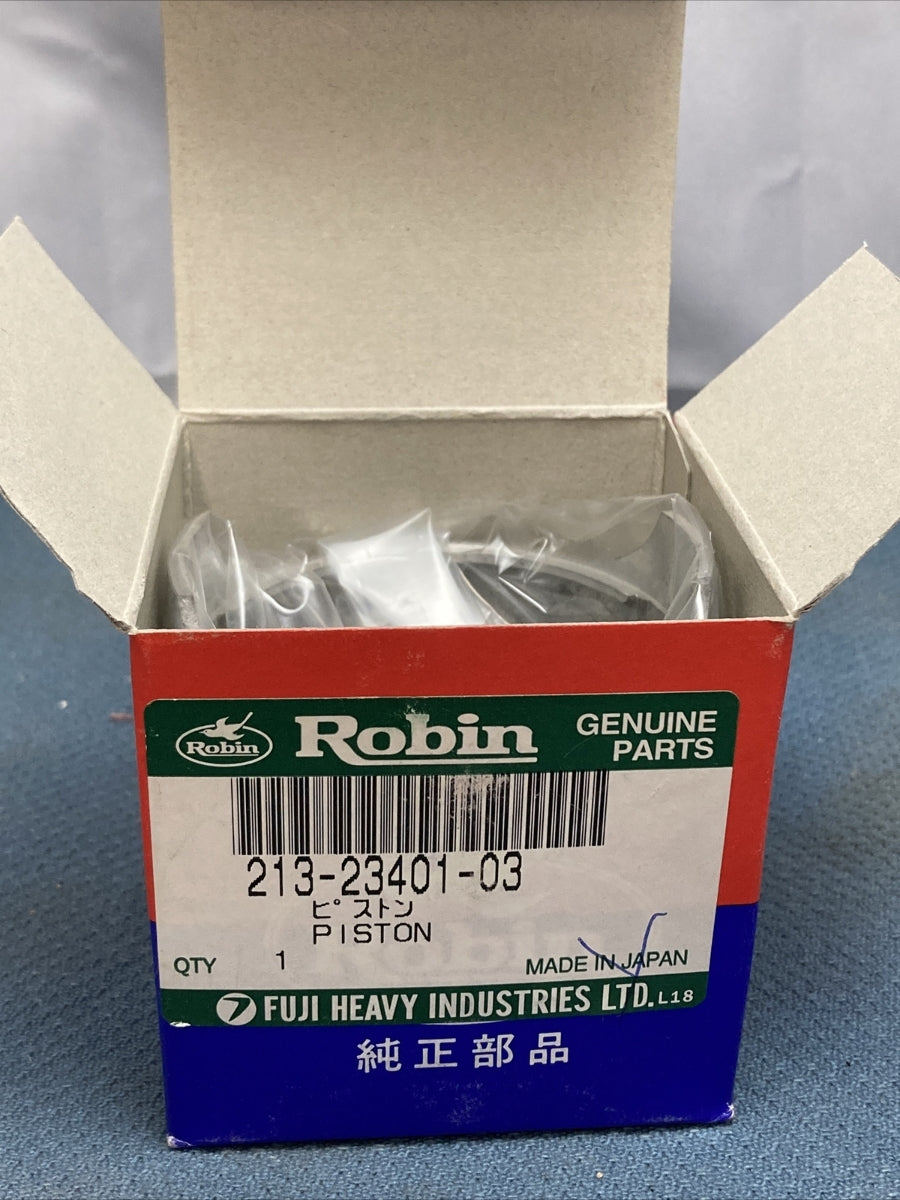 Robin
Robin
GENUINE
PARTS
213-23401-03
ピストン
PISTON
QTY 1 MADE IN JAPAN
FUJI HEAVY INDUSTRIES LTD. L18
純正部品